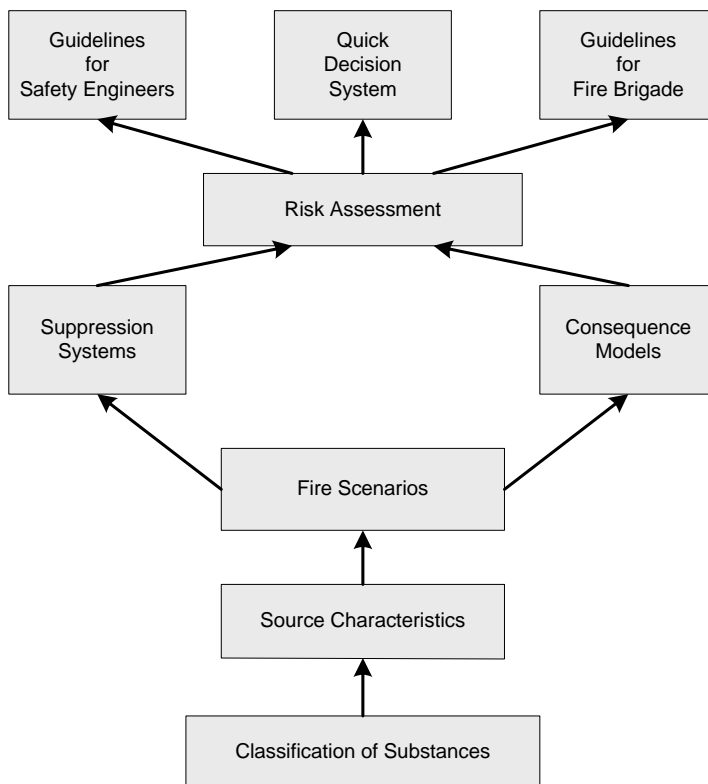 Guidelines
for
Safety Engineers
Quick
Decision
System
Guidelines
for
Fire Brigade
Risk Assessment
Suppression
Systems
Consequence
Models
Fire Scenarios
Source Characteristics
Classification of Substances